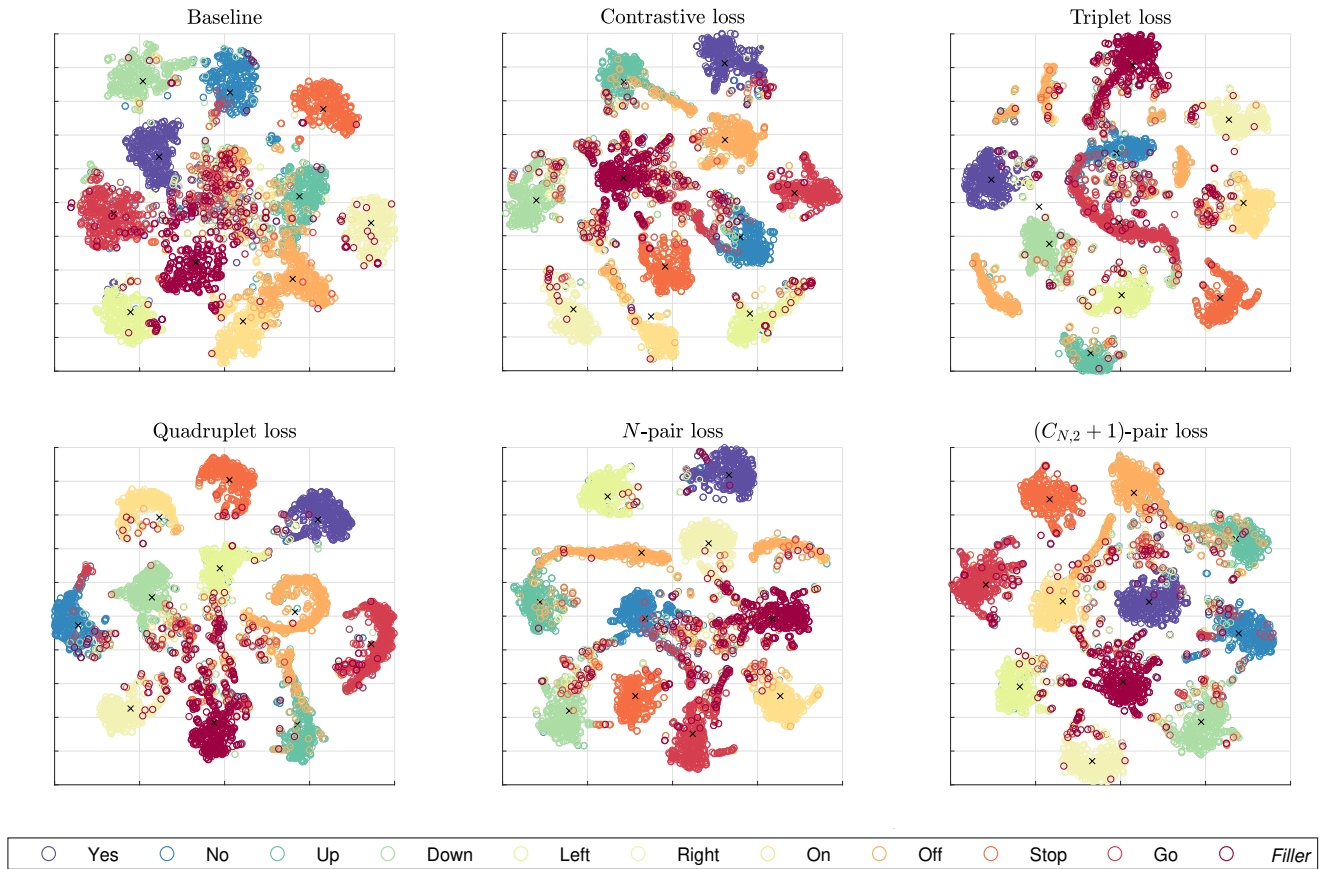 Baseline
Contrastive loss
Triplet loss
Quadruplet loss
N-pair loss
(C_{N,2} + 1)-pair loss
Yes No Up Down Left Right On Off Stop Go Filler